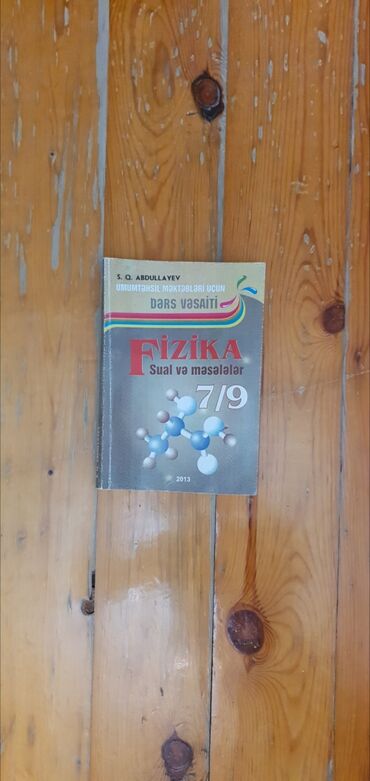 S. Q. ABDULLAYEV
ÜMUMTƏHSİL MƏKTƏBLƏRİ ÜÇÜN
DƏRS VƏSAİTİ
FİZİKA
Sual və məsələlər
7/9
2013